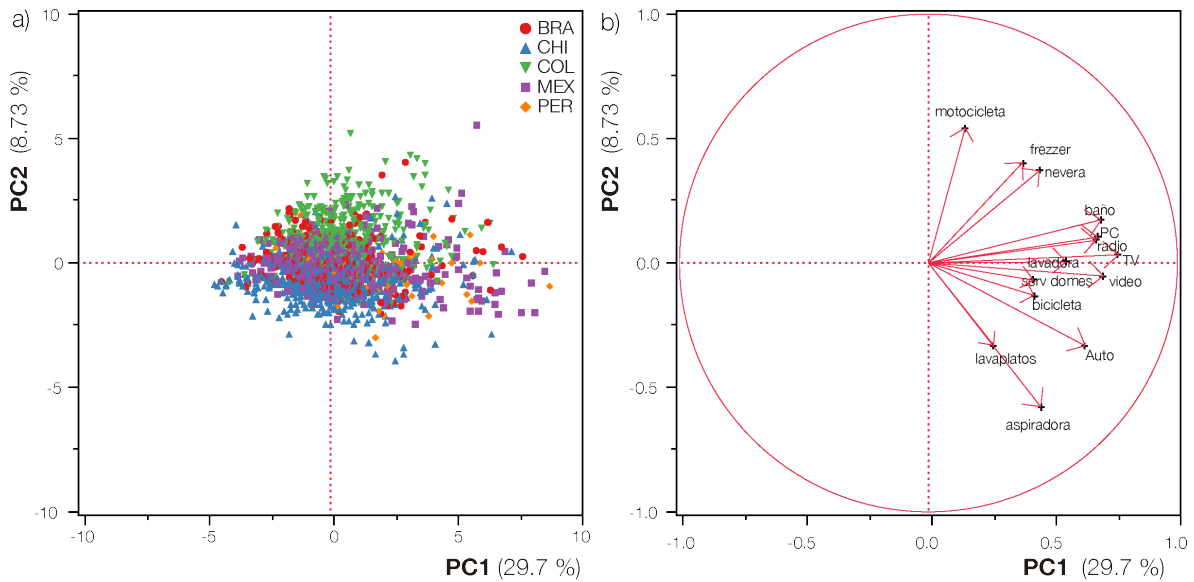 a)
10
5
0
-5
-10
-10
-5
0
5
10
PC2 (8.73 %)
PC1 (29.7 %)
BRA
CHI
COL
MEX
PER
b)
1.0
0.5
0.0
-0.5
-1.0
-1.0
-0.5
0.0
0.5
1.0
PC2 (8.73 %)
PC1 (29.7 %)
motocicleta
frezzer
nevera
baño
PC
radio
TV
lavadora
serv domes
video
bicicleta
lavaplatos
Auto
aspiradora